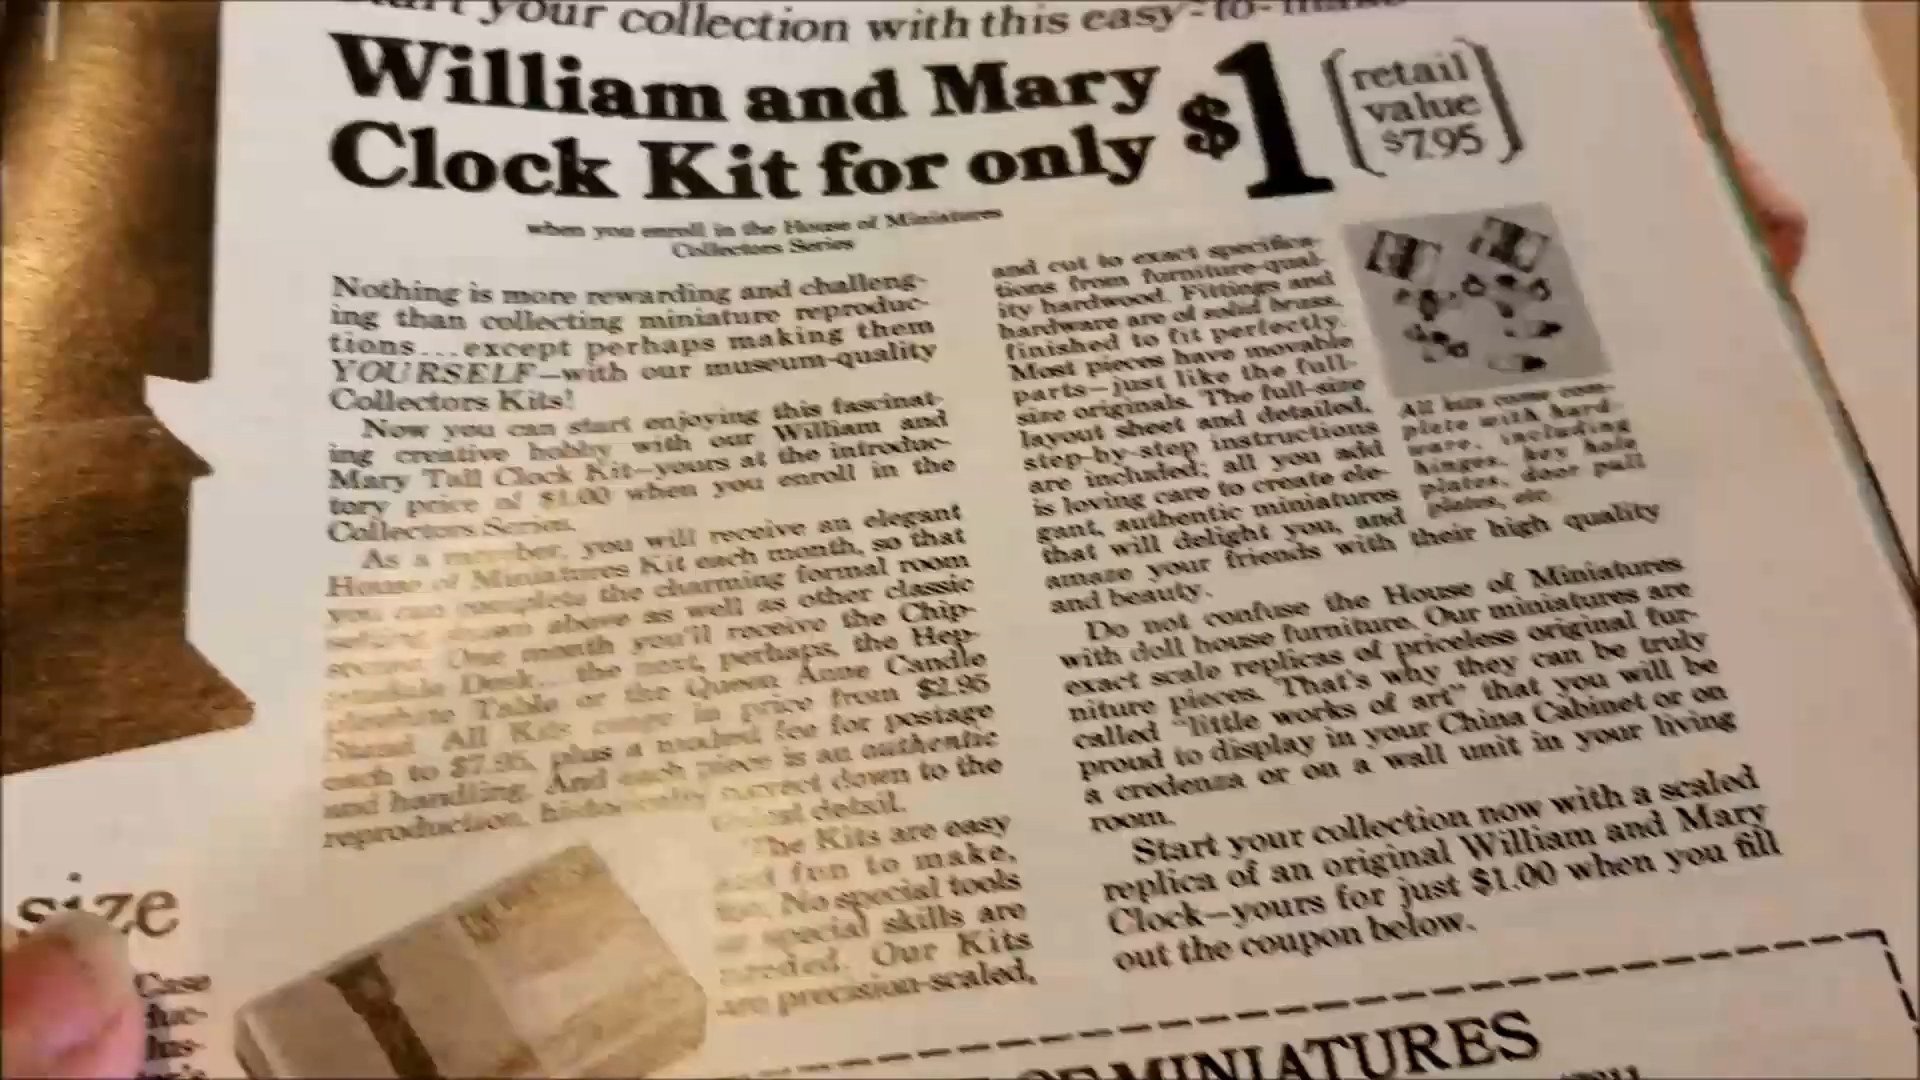 your collection with this easy-to-make
William and Mary
Clock Kit for only $1
(retail
value
$7.95)
when you enroll in the House of Miniatures
Collectors Series
Nothing is more rewarding and challeng-
ing than collecting miniature reproduc-
tions...except perhaps making them
YOURSELF—with our museum-quality
Collectors Kits!
Now you can start enjoying this fascinat-
ing creative hobby with our William and
Mary Tall Clock Kit—yours at the introduc-
tory price of $1.00 when you enroll in the
Collectors Series.
As a member, you will receive an elegant
House of Miniatures Kit each month, so that
you can complete the charming formal room
setting shown above as well as other classic
scenes. One month you'll receive the Chip-
pendale Desk...the next, perhaps, the Hep-
plewhite Table or the Queen Anne Candle
Stand. All Kits range in price from $2.95
each to $7.95, plus a modest fee for postage
and handling. And each piece is an authentic
reproduction, historically correct down to the
detail.
The Kits are easy
and fun to make,
too. No special tools
or special skills are
needed. Our Kits
are precision-scaled,
and cut to exact specifica-
tions from furniture-qual-
ity hardwood. Fittings and
hardware are of solid brass,
finished to fit perfectly.
Most pieces have movable
parts—just like the full-
size originals. The full-size
layout sheet and detailed,
step-by-step instructions
are included; all you add
is loving care to create ele-
gant, authentic miniatures
that will delight you, and
amaze your friends with their high quality
and beauty.
All kits come com-
plete with hard-
ware, including
hinges, key hole
plates, door pull
plates, etc.
Do not confuse the House of Miniatures
with doll house furniture. Our miniatures are
exact scale replicas of priceless original fur-
niture pieces. That's why they can be truly
called "little works of art" that you will be
proud to display in your China Cabinet or on
a credenza or on a wall unit in your living
room.
Start your collection now with a scaled
replica of an original William and Mary
Clock—yours for just $1.00 when you fill
out the coupon below.
size
Case
duc-
MINIATURES